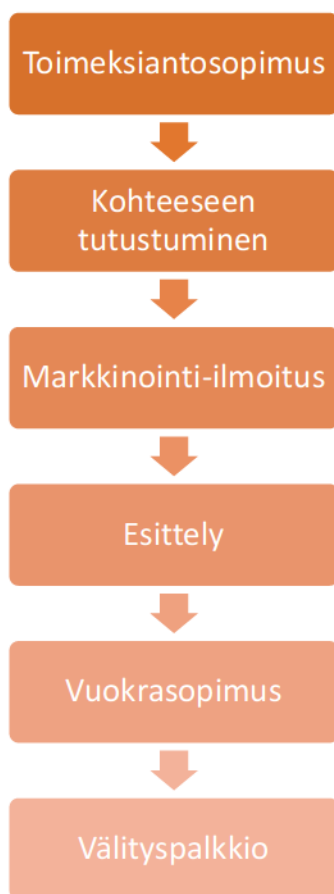 Toimeksiantosopimus
Kohteeseen
tutustuminen
Markkinointi-ilmoitus
Esittely
Vuokrasopimus
Välityspalkkio